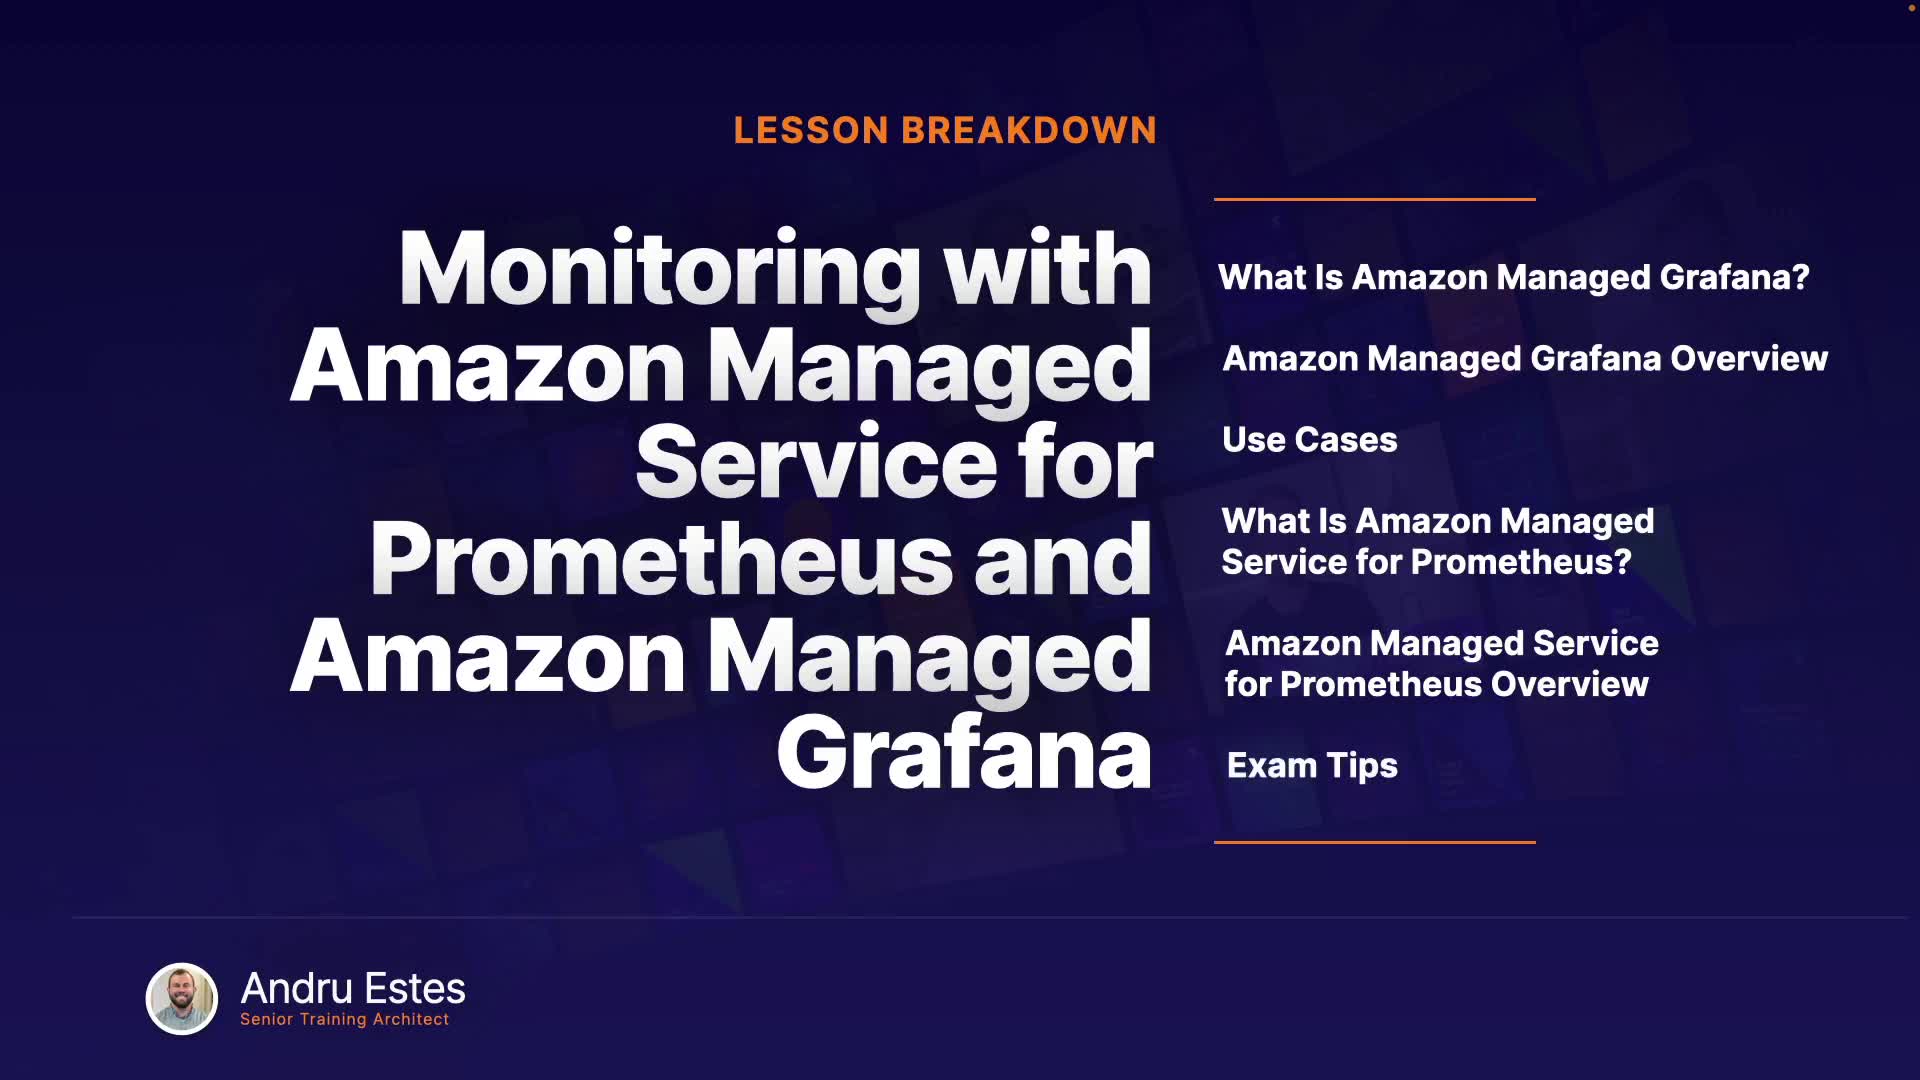 LESSON BREAKDOWN
Monitoring with
Amazon Managed
Service for
Prometheus and
Amazon Managed
Grafana
What Is Amazon Managed Grafana?
Amazon Managed Grafana Overview
Use Cases
What Is Amazon Managed
Service for Prometheus?
Amazon Managed Service
for Prometheus Overview
Exam Tips
Andru Estes
Senior Training Architect